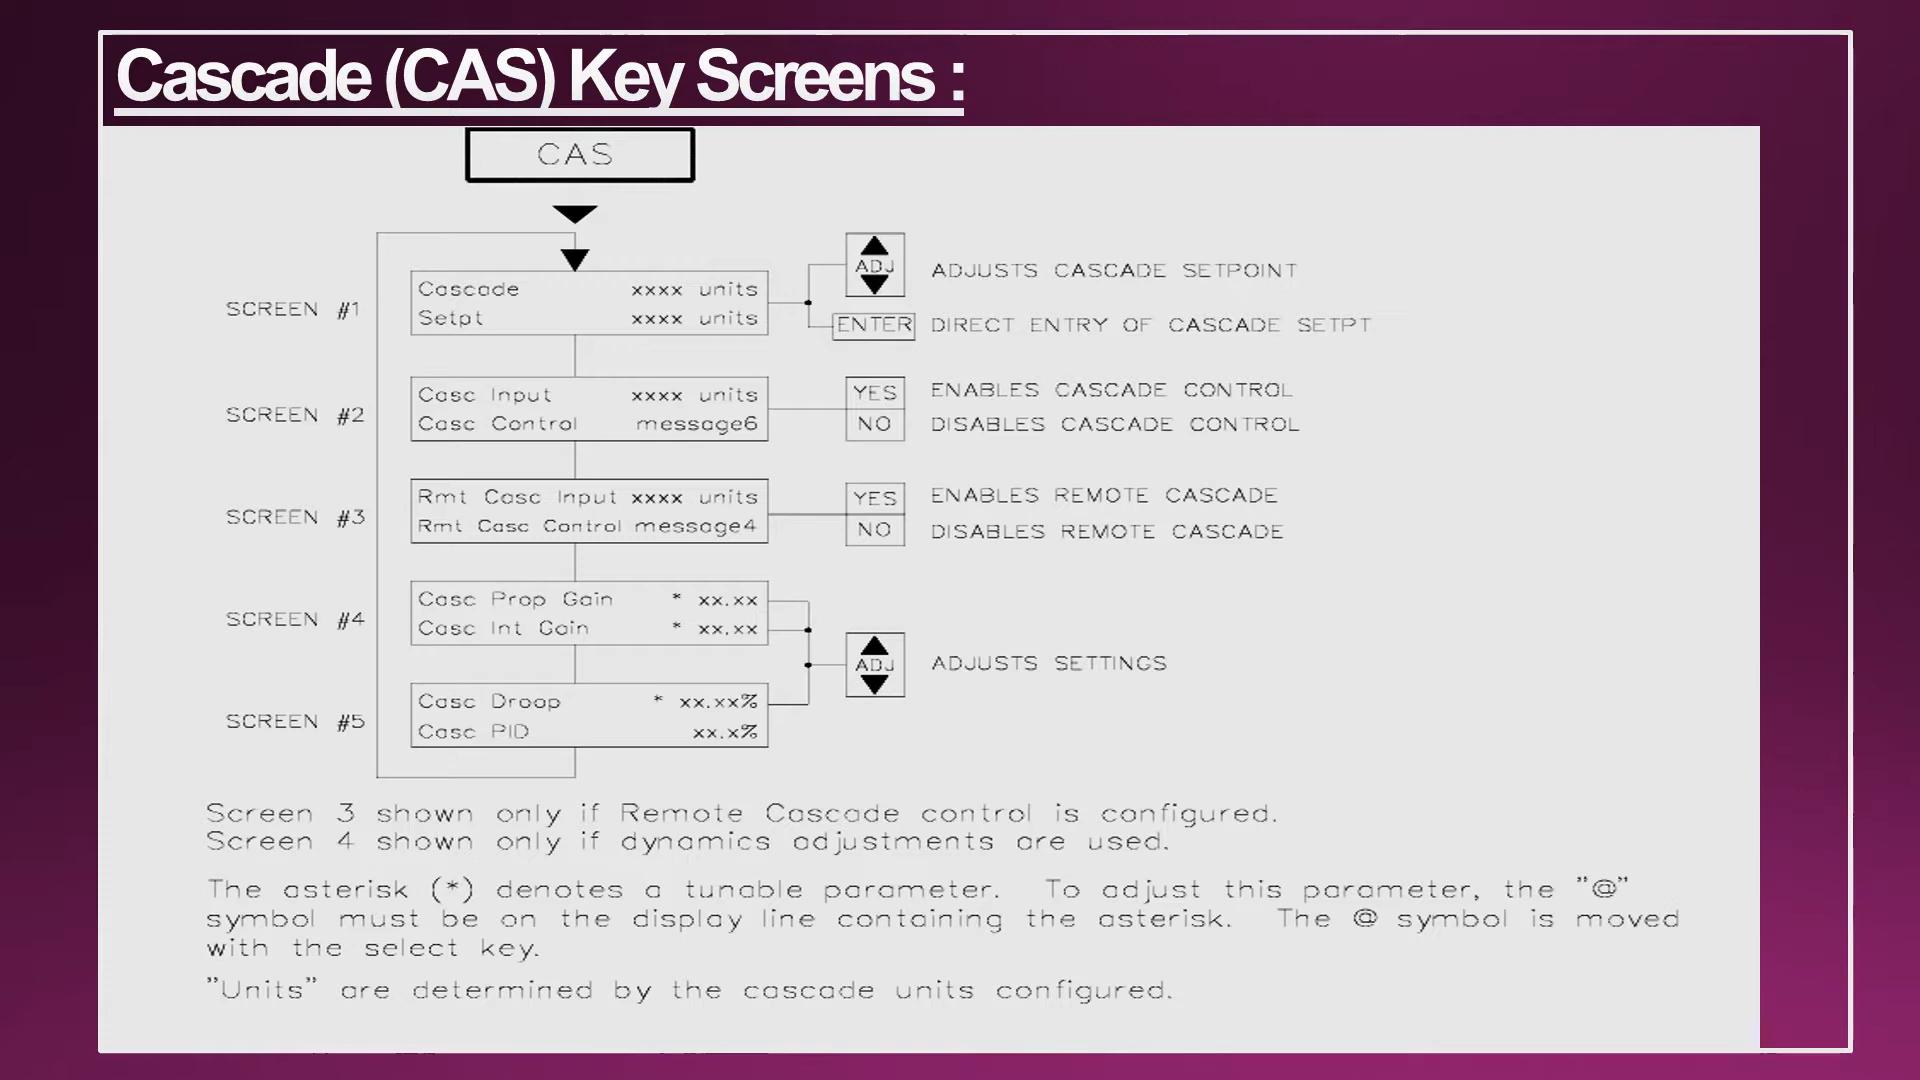 Cascade (CAS) Key Screens :
CAS
SCREEN #1
Cascade xxxx units
Setpt xxxx units
ADJ
ADJUSTS CASCADE SETPOINT
ENTER
DIRECT ENTRY OF CASCADE SETPT
SCREEN #2
Casc Input xxxx units
Casc Control message6
YES ENABLES CASCADE CONTROL
NO DISABLES CASCADE CONTROL
SCREEN #3
Rmt Casc Input xxxx units
Rmt Casc Control message4
YES ENABLES REMOTE CASCADE
NO DISABLES REMOTE CASCADE
SCREEN #4
Casc Prop Gain * xx.xx
Casc Int Gain * xx.xx
ADJ
ADJUSTS SETTINGS
SCREEN #5
Casc Droop * xx.xx%
Casc PID xx.x%
Screen 3 shown only if Remote Cascade control is configured.
Screen 4 shown only if dynamics adjustments are used.
The asterisk (*) denotes a tunable parameter. To adjust this parameter, the "@"
symbol must be on the display line containing the asterisk. The @ symbol is moved
with the select key.
"Units" are determined by the cascade units configured.